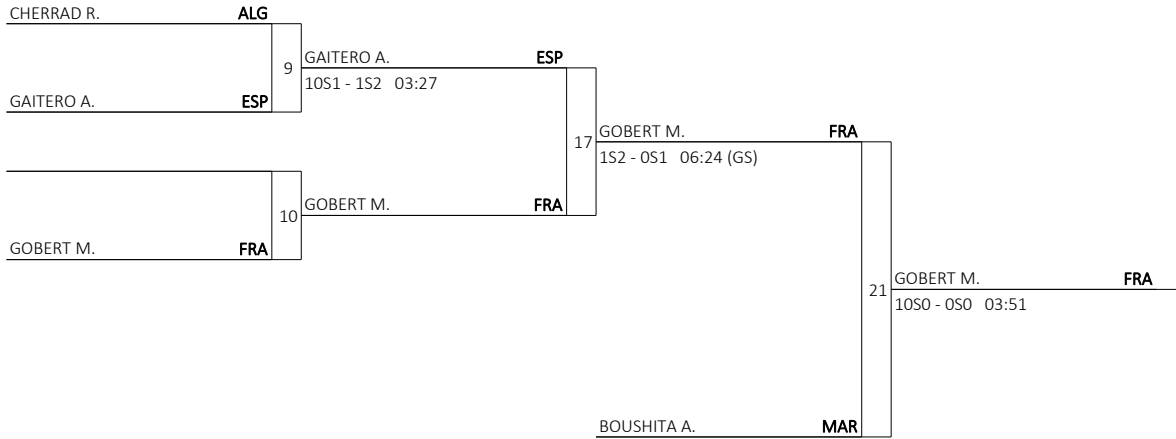 CHERRAD R. ALG
9
GAITERO A. ESP
10S1 - 1S2 03:27
GAITERO A. ESP
17
GOBERT M. FRA
1S2 - 0S1 06:24 (GS)
10
GOBERT M. FRA
GOBERT M. FRA
21
GOBERT M. FRA
10S0 - 0S0 03:51
BOUSHITA A. MAR